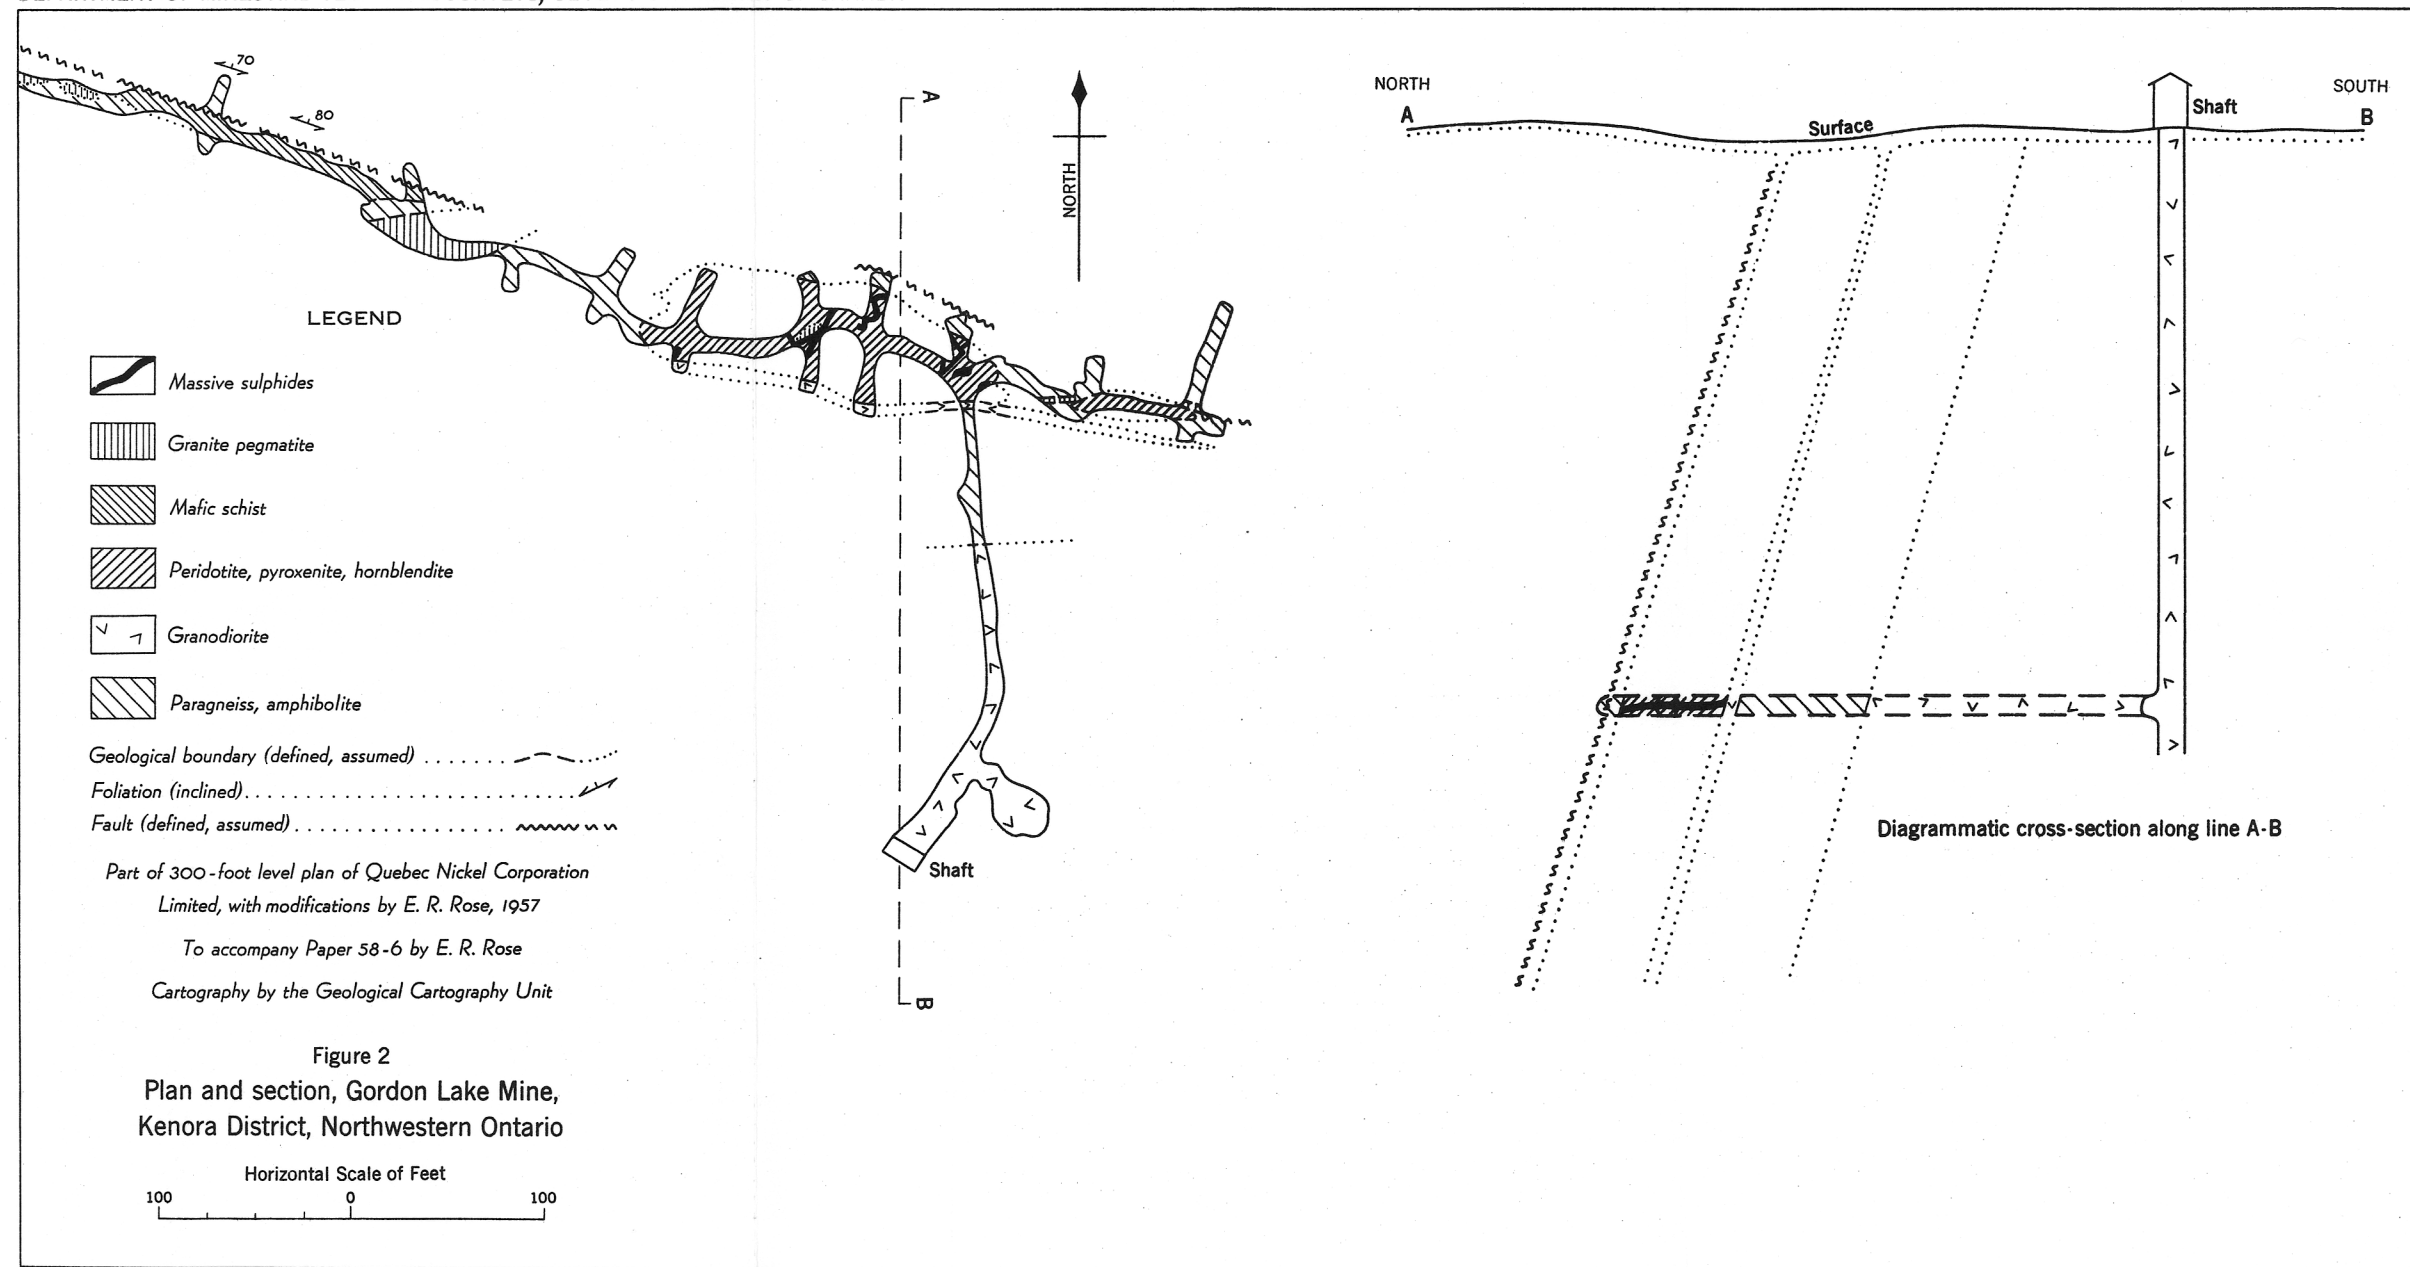 70
80
A
NORTH
LEGEND
Massive sulphides
Granite pegmatite
Mafic schist
Peridotite, pyroxenite, hornblendite
Granodiorite
Paragneiss, amphibolite
Geological boundary (defined, assumed) . . . . . . .
Foliation (inclined). . . . . . . . . . . . . . . . . . . . . . . . . . . .
Fault (defined, assumed) . . . . . . . . . . . . . . . . . .
Part of 300-foot level plan of Quebec Nickel Corporation
Limited, with modifications by E. R. Rose, 1957
To accompany Paper 58-6 by E. R. Rose
Cartography by the Geological Cartography Unit
Figure 2
Plan and section, Gordon Lake Mine,
Kenora District, Northwestern Ontario
Horizontal Scale of Feet
100 0 100
Shaft
B
NORTH
A
Surface
Shaft
SOUTH
B
Diagrammatic cross-section along line A-B